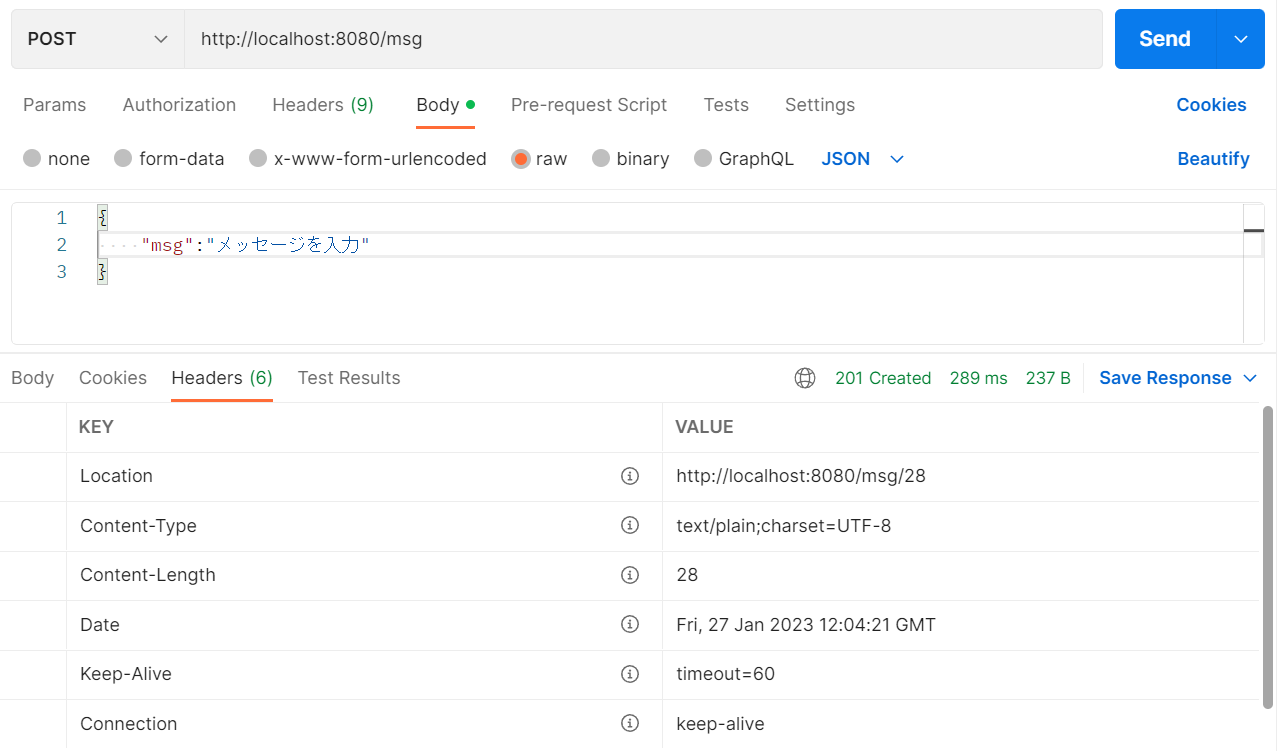 POST http://localhost:8080/msg Send
Params Authorization Headers (9) Body Pre-request Script Tests Settings Cookies
none form-data x-www-form-urlencoded raw binary GraphQL JSON Beautify
1 {
2 "msg":"メッセージを入力"
3 }
Body Cookies Headers (6) Test Results 201 Created 289 ms 237 B Save Response
KEY VALUE
Location http://localhost:8080/msg/28
Content-Type text/plain;charset=UTF-8
Content-Length 28
Date Fri, 27 Jan 2023 12:04:21 GMT
Keep-Alive timeout=60
Connection keep-alive